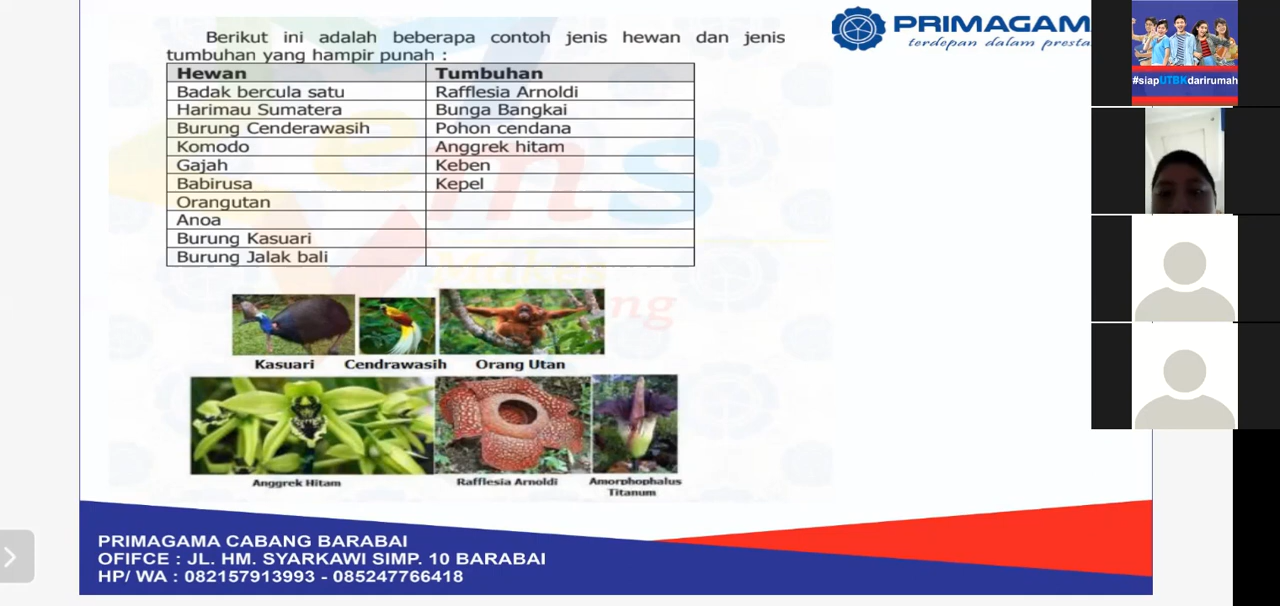 Berikut ini adalah beberapa contoh jenis hewan dan jenis
tumbuhan yang hampir punah :
Hewan Tumbuhan
Badak bercula satu Rafflesia Arnoldi
Harimau Sumatera Bunga Bangkai
Burung Cenderawasih Pohon cendana
Komodo Anggrek hitam
Gajah Keben
Babirusa Kepel
Orangutan
Anoa
Burung Kasuari
Burung Jalak bali
Kasuari Cendrawasih Orang Utan
Anggrek Hitam Rafflesia Arnoldi Amorphophalus
Titanum
PRIMAGAM
terdepan dalam presta
#siapUTBKdarirumah
PRIMAGAMA CABANG BARABAI
OFIFCE : JL. HM. SYARKAWI SIMP. 10 BARABAI
HP/ WA : 082157913993 - 085247766418